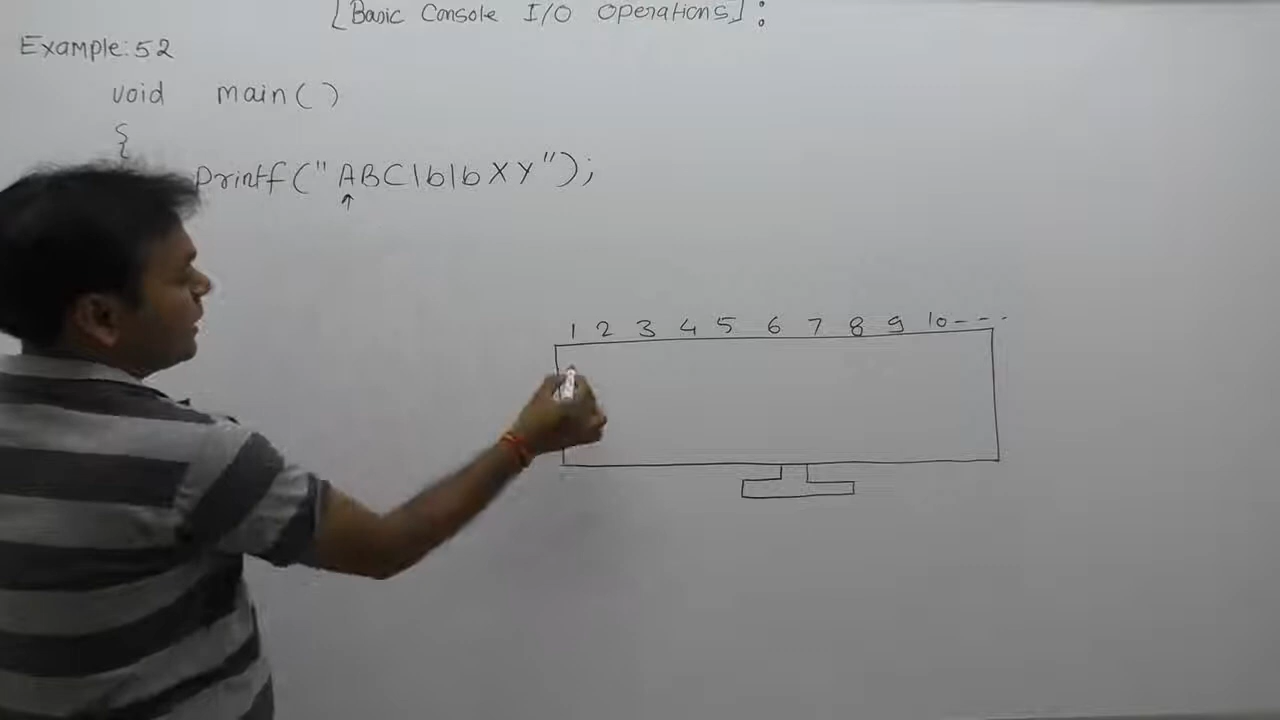 [Basic Console I/O Operations]:
Example:52
void main()
{
printf("ABC\b\bXY");
1 2 3 4 5 6 7 8 9 10---